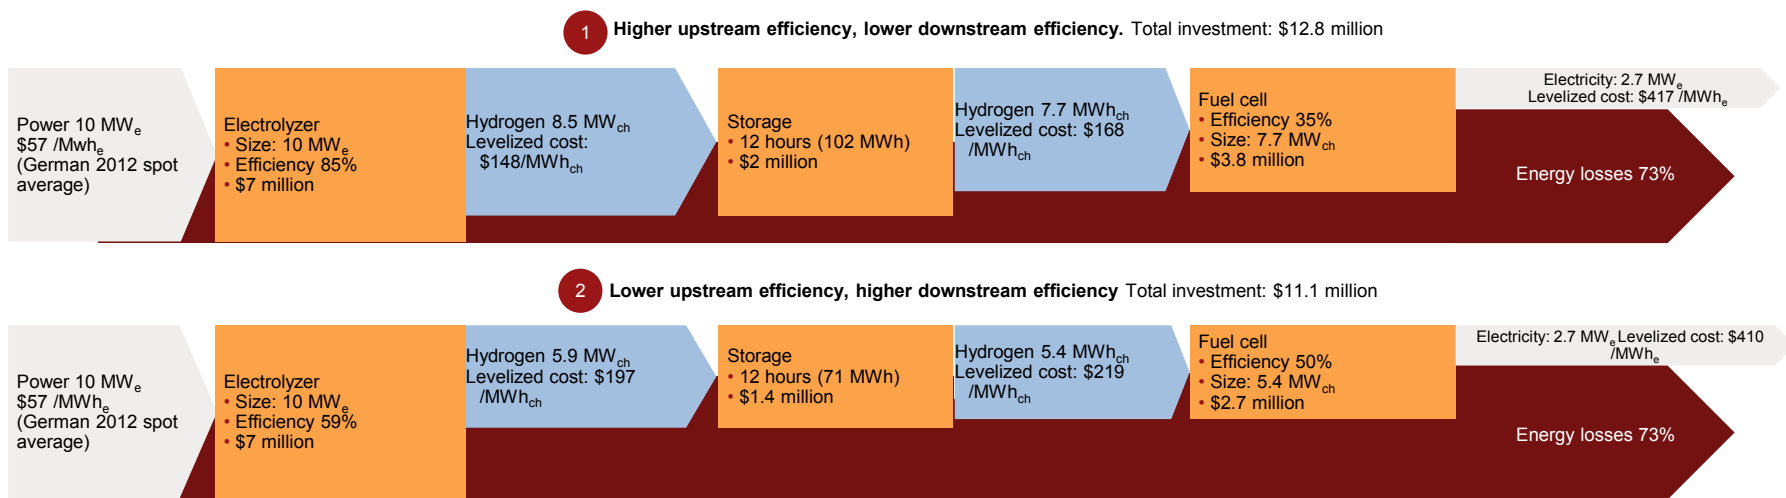 1 Higher upstream efficiency, lower downstream efficiency. Total investment: $12.8 million
Power 10 MWe
$57 /Mwhe
(German 2012 spot
average)
Electrolyzer
• Size: 10 MWe
• Efficiency 85%
• $7 million
Hydrogen 8.5 MWch
Levelized cost:
$148/MWhch
Storage
• 12 hours (102 MWh)
• $2 million
Hydrogen 7.7 MWhch
Levelized cost: $168
/MWhch
Fuel cell
• Efficiency 35%
• Size: 7.7 MWch
• $3.8 million
Electricity: 2.7 MWe
Levelized cost: $417 /MWhe
Energy losses 73%
2 Lower upstream efficiency, higher downstream efficiency Total investment: $11.1 million
Power 10 MWe
$57 /MWhe
(German 2012 spot
average)
Electrolyzer
• Size: 10 MWe
• Efficiency 59%
• $7 million
Hydrogen 5.9 MWch
Levelized cost: $197
/MWhch
Storage
• 12 hours (71 MWh)
• $1.4 million
Hydrogen 5.4 MWhch
Levelized cost: $219
/MWhch
Fuel cell
• Efficiency 50%
• Size: 5.4 MWch
• $2.7 million
Electricity: 2.7 MWe Levelized cost: $410
/MWhe
Energy losses 73%